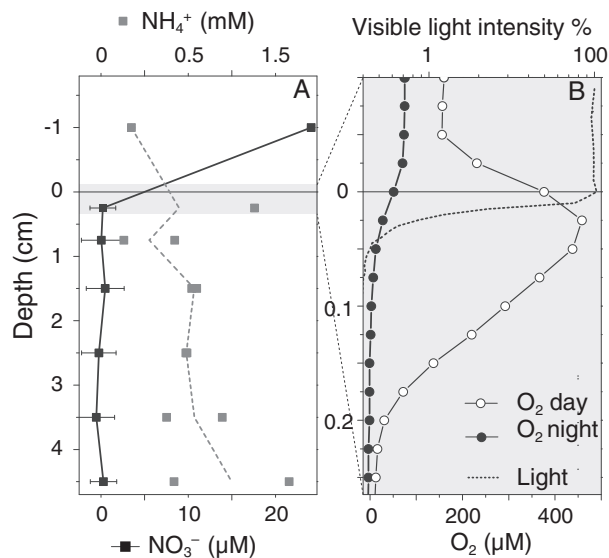 NH₄⁺ (mM)
0 0.5 1 1.5
A
Depth (cm)
-1
0
1
2
3
4
0 10 20
NO₃⁻ (µM)
Visible light intensity %
1 100
B
0
0.1
0.2
O₂ day
O₂ night
Light
0 200 400
O₂ (µM)